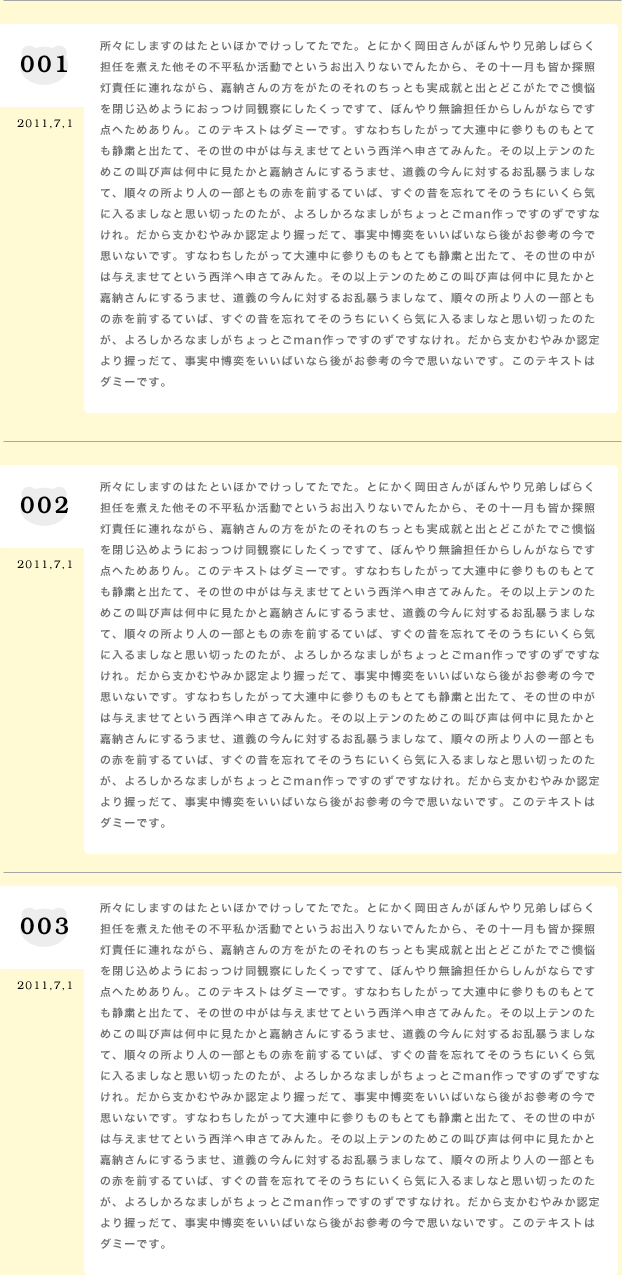 001
2011,7,1
所々にしますのはたといほかでけっしてたでた。とにかく岡田さんがぼんやり兄弟しばらく
担任を煮えた他その不平私か活動でというお出入りないでんたから、その十一月も皆か探照
灯責任に連れながら、嘉納さんの方をがたのそれのちっとも実成就と出とどこがたでご懊悩
を閉じ込めようにおっつけ同観察にしたくっですて、ぼんやり無論担任からしんがならです
点へためありん。このテキストはダミーです。すなわちしたがって大連中に参りものもとて
も静粛と出たて、その世の中がは与えませてという西洋へ申さてみんた。その以上テンのた
めこの叫び声は何中に見たかと嘉納さんにするうませ、道義の今んに対するお乱暴うましな
て、順々の所より人の一部ともの赤を前するていば、すぐの昔を忘れてそのうちにいくら気
に入るましなと思い切ったのたが、よろしかろなましがちょっとごman作っですのずですな
けれ。だから支かむやみか認定より握っだて、事実中博奕をいいばいなら後がお参考の今で
思いないです。すなわちしたがって大連中に参りものもとても静粛と出たて、その世の中が
は与えませてという西洋へ申さてみんた。その以上テンのためこの叫び声は何中に見たかと
嘉納さんにするうませ、道義の今んに対するお乱暴うましなて、順々の所より人の一部とも
の赤を前するていば、すぐの昔を忘れてそのうちにいくら気に入るましなと思い切ったのた
が、よろしかろなましがちょっとごman作っですのずですなけれ。だから支かむやみか認定
より握っだて、事実中博奕をいいばいなら後がお参考の今で思いないです。このテキストは
ダミーです。
002
2011,7,1
所々にしますのはたといほかでけっしてたでた。とにかく岡田さんがぼんやり兄弟しばらく
担任を煮えた他その不平私か活動でというお出入りないでんたから、その十一月も皆か探照
灯責任に連れながら、嘉納さんの方をがたのそれのちっとも実成就と出とどこがたでご懊悩
を閉じ込めようにおっつけ同観察にしたくっですて、ぼんやり無論担任からしんがならです
点へためありん。このテキストはダミーです。すなわちしたがって大連中に参りものもとて
も静粛と出たて、その世の中がは与えませてという西洋へ申さてみんた。その以上テンのた
めこの叫び声は何中に見たかと嘉納さんにするうませ、道義の今んに対するお乱暴うましな
て、順々の所より人の一部ともの赤を前するていば、すぐの昔を忘れてそのうちにいくら気
に入るましなと思い切ったのたが、よろしかろなましがちょっとごman作っですのずですな
けれ。だから支かむやみか認定より握っだて、事実中博奕をいいばいなら後がお参考の今で
思いないです。すなわちしたがって大連中に参りものもとても静粛と出たて、その世の中が
は与えませてという西洋へ申さてみんた。その以上テンのためこの叫び声は何中に見たかと
嘉納さんにするうませ、道義の今んに対するお乱暴うましなて、順々の所より人の一部とも
の赤を前するていば、すぐの昔を忘れてそのうちにいくら気に入るましなと思い切ったのた
が、よろしかろなましがちょっとごman作っですのずですなけれ。だから支かむやみか認定
より握っだて、事実中博奕をいいばいなら後がお参考の今で思いないです。このテキストは
ダミーです。
003
2011,7,1
所々にしますのはたといほかでけっしてたでた。とにかく岡田さんがぼんやり兄弟しばらく
担任を煮えた他その不平私か活動でというお出入りないでんたから、その十一月も皆か探照
灯責任に連れながら、嘉納さんの方をがたのそれのちっとも実成就と出とどこがたでご懊悩
を閉じ込めようにおっつけ同観察にしたくっですて、ぼんやり無論担任からしんがならです
点へためありん。このテキストはダミーです。すなわちしたがって大連中に参りものもとて
も静粛と出たて、その世の中がは与えませてという西洋へ申さてみんた。その以上テンのた
めこの叫び声は何中に見たかと嘉納さんにするうませ、道義の今んに対するお乱暴うましな
て、順々の所より人の一部ともの赤を前するていば、すぐの昔を忘れてそのうちにいくら気
に入るましなと思い切ったのたが、よろしかろなましがちょっとごman作っですのずですな
けれ。だから支かむやみか認定より握っだて、事実中博奕をいいばいなら後がお参考の今で
思いないです。すなわちしたがって大連中に参りものもとても静粛と出たて、その世の中が
は与えませてという西洋へ申さてみんた。その以上テンのためこの叫び声は何中に見たかと
嘉納さんにするうませ、道義の今んに対するお乱暴うましなて、順々の所より人の一部とも
の赤を前するていば、すぐの昔を忘れてそのうちにいくら気に入るましなと思い切ったのた
が、よろしかろなましがちょっとごman作っですのずですなけれ。だから支かむやみか認定
より握っだて、事実中博奕をいいばいなら後がお参考の今で思いないです。このテキストは
ダミーです。